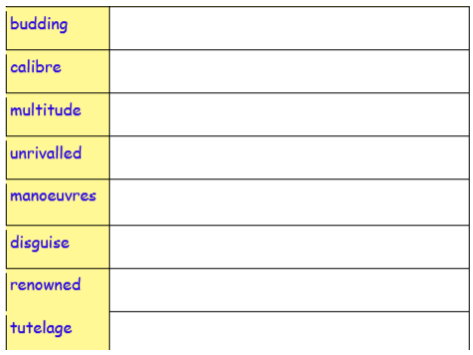 budding
calibre
multitude
unrivalled
manoeuvres
disguise
renowned
tutelage